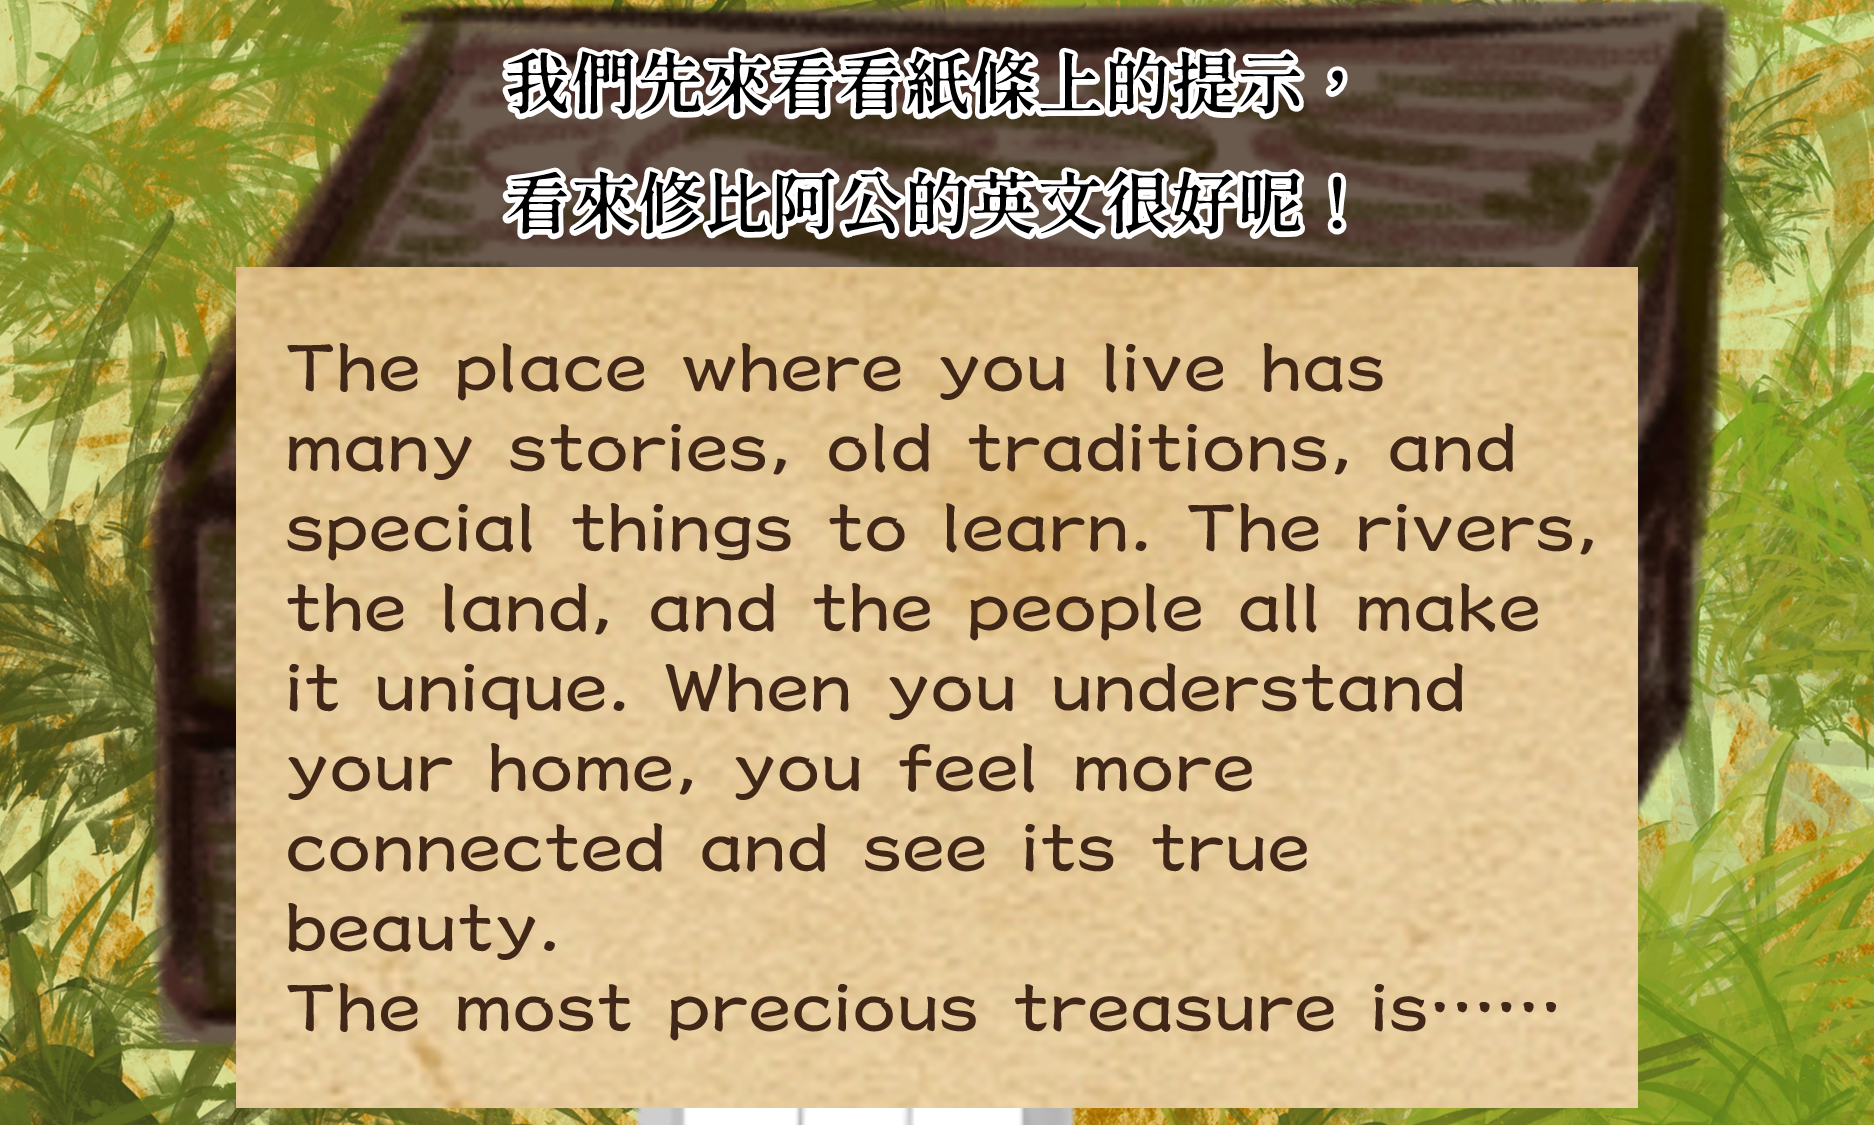 我們先來看看紙條上的提示，
看來修比阿公的英文很好呢！
The place where you live has
many stories, old traditions, and
special things to learn. The rivers,
the land, and the people all make
it unique. When you understand
your home, you feel more
connected and see its true
beauty.
The most precious treasure is⋯⋯